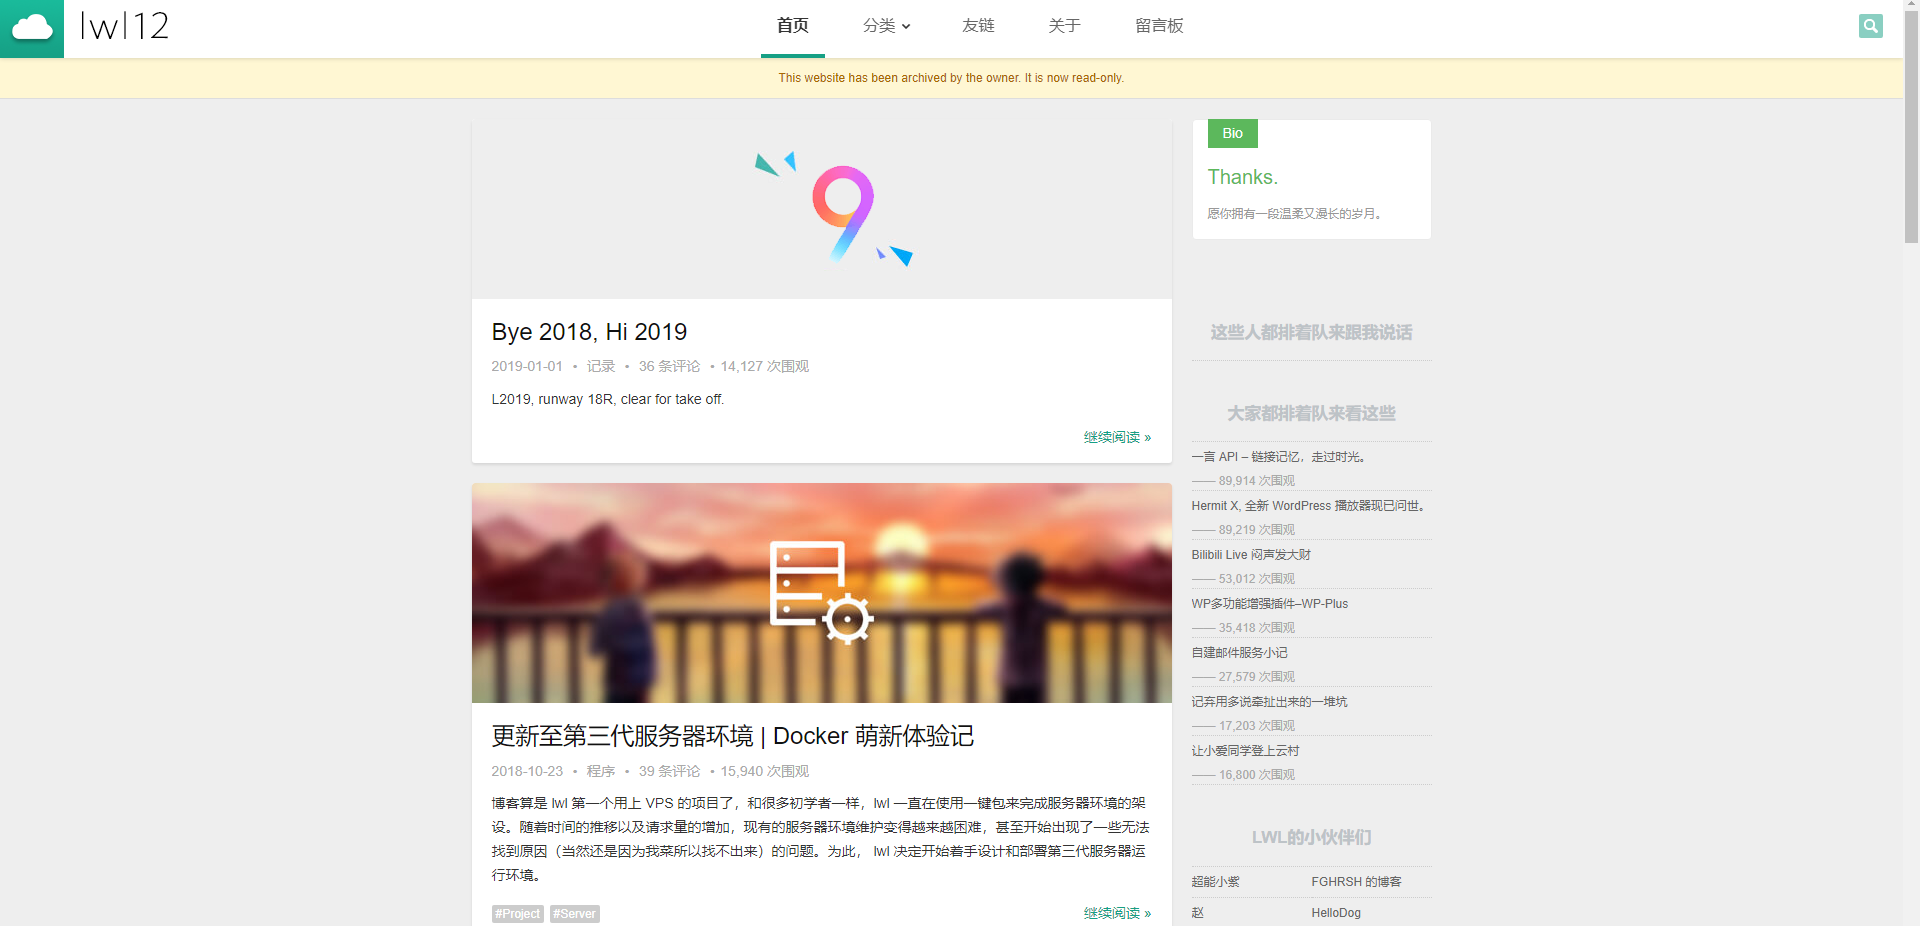 lwl12
首页 分类 友链 关于 留言板
This website has been archived by the owner. It is now read-only.
9
Bye 2018, Hi 2019
2019-01-01 • 记录 • 36 条评论 • 14,127 次围观
L2019, runway 18R, clear for take off.
继续阅读 »
更新至第三代服务器环境 | Docker 萌新体验记
2018-10-23 • 程序 • 39 条评论 • 15,940 次围观
博客算是 lwl 第一个用上 VPS 的项目了，和很多初学者一样，lwl 一直在使用一键包来完成服务器环境的架
设。随着时间的推移以及请求量的增加，现有的服务器环境维护变得越来越困难，甚至开始出现了一些无法
找到原因（当然还是因为我菜所以找不出来）的问题。为此， lwl 决定开始着手设计和部署第三代服务器运
行环境。
#Project #Server
继续阅读 »
Bio
Thanks.
愿你拥有一段温柔又漫长的岁月。
这些人都排着队来跟我说话
大家都排着队来看这些
一言 API – 链接记忆，走过时光。
—— 89,914 次围观
Hermit X, 全新 WordPress 播放器现已问世。
—— 89,219 次围观
Bilibili Live 闷声发大财
—— 53,012 次围观
WP多功能增强插件–WP-Plus
—— 35,418 次围观
自建邮件服务小记
—— 27,579 次围观
记弃用多说牵扯出来的一堆坑
—— 17,203 次围观
让小爱同学登上云村
—— 16,800 次围观
LWL的小伙伴们
超能小紫 FGHRSH 的博客
赵 HelloDog